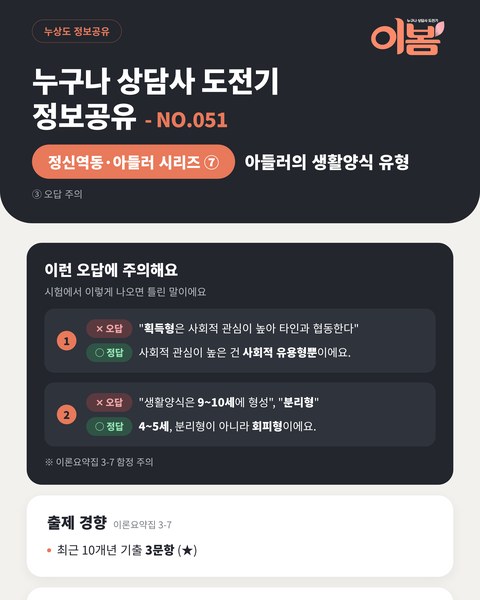 누상도 정보공유
누구나 상담사 도전기
이봄
누구나 상담사 도전기
정보공유 - NO.051
정신역동·아들러 시리즈 ⑦ 아들러의 생활양식 유형
③ 오답 주의
이런 오답에 주의해요
시험에서 이렇게 나오면 틀린 말이에요
1
× 오답 "획득형은 사회적 관심이 높아 타인과 협동한다"
○ 정답 사회적 관심이 높은 건 사회적 유용형뿐이에요.
2
× 오답 "생활양식은 9~10세에 형성", "분리형"
○ 정답 4~5세, 분리형이 아니라 회피형이에요.
※ 이론요약집 3-7 함정 주의
출제 경향 이론요약집 3-7
• 최근 10개년 기출 3문항 (★)